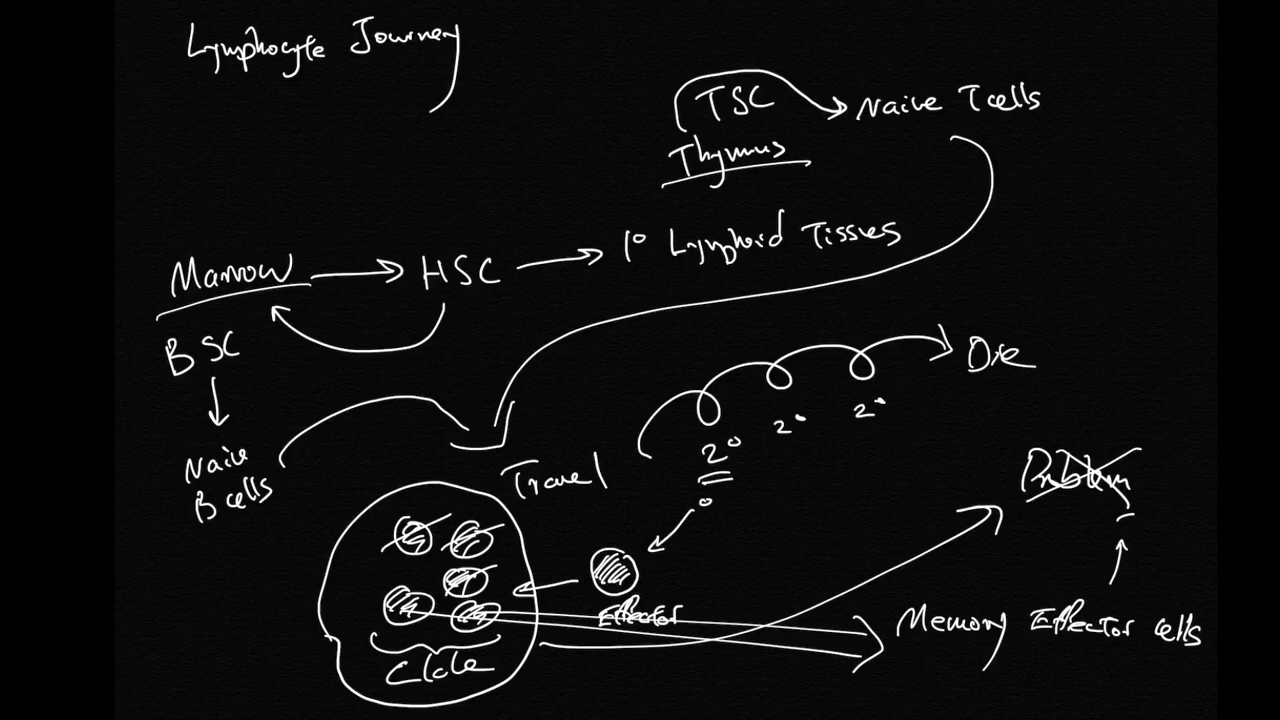 Lymphocyte Journey
TSC
Naive T cells
Thymus
1° Lymphoid Tissues
Marrow
HSC
BSC
Naive
B cells
Die
2°
2°
2°
Travel
Problem
Effector
Memory Effector cells
Clone